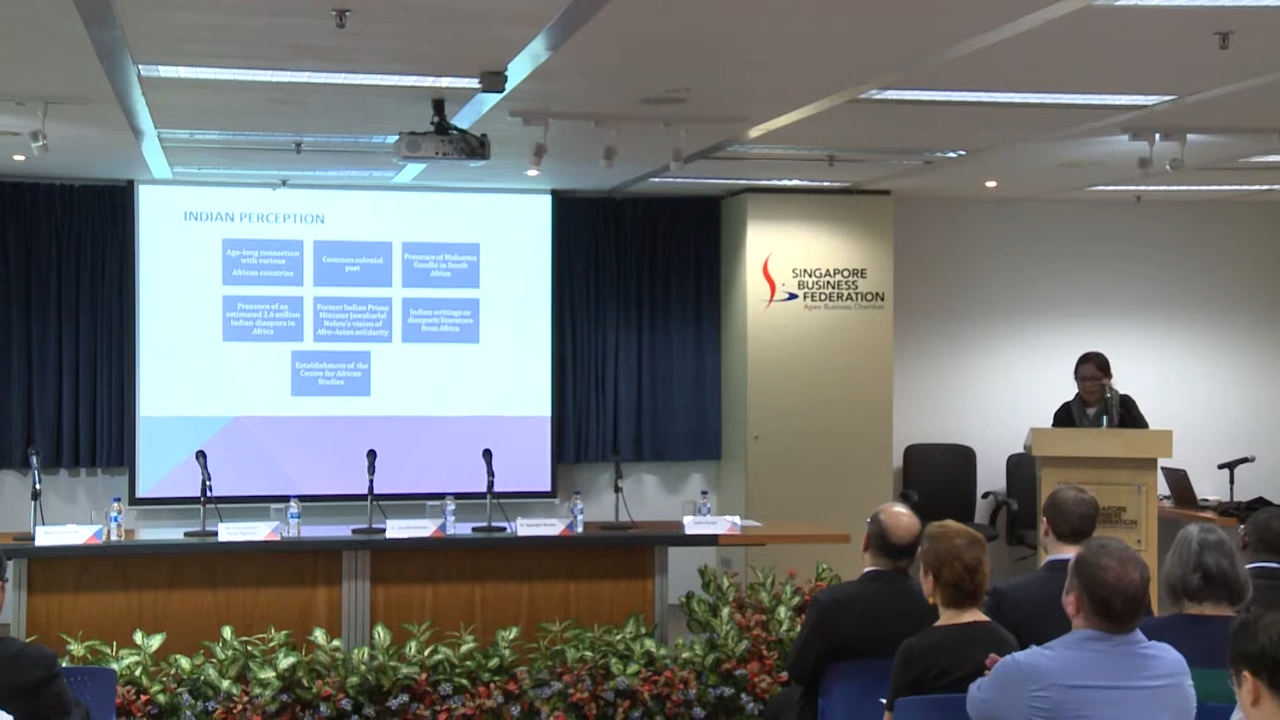 INDIAN PERCEPTION
Age-long connection
with various
African countries
Common colonial
past
Presence of Mahatma
Gandhi in South
Africa
Presence of an
estimated 2.6 million
Indian diaspora in
Africa
Former Indian Prime
Minister Jawaharlal
Nehru's vision of
Afro-Asian solidarity
Indian writings or
diasporic literature
from Africa
Establishment of the
Centre for African
Studies
SINGAPORE
BUSINESS
FEDERATION
Apex Business Chamber
FEDERATION